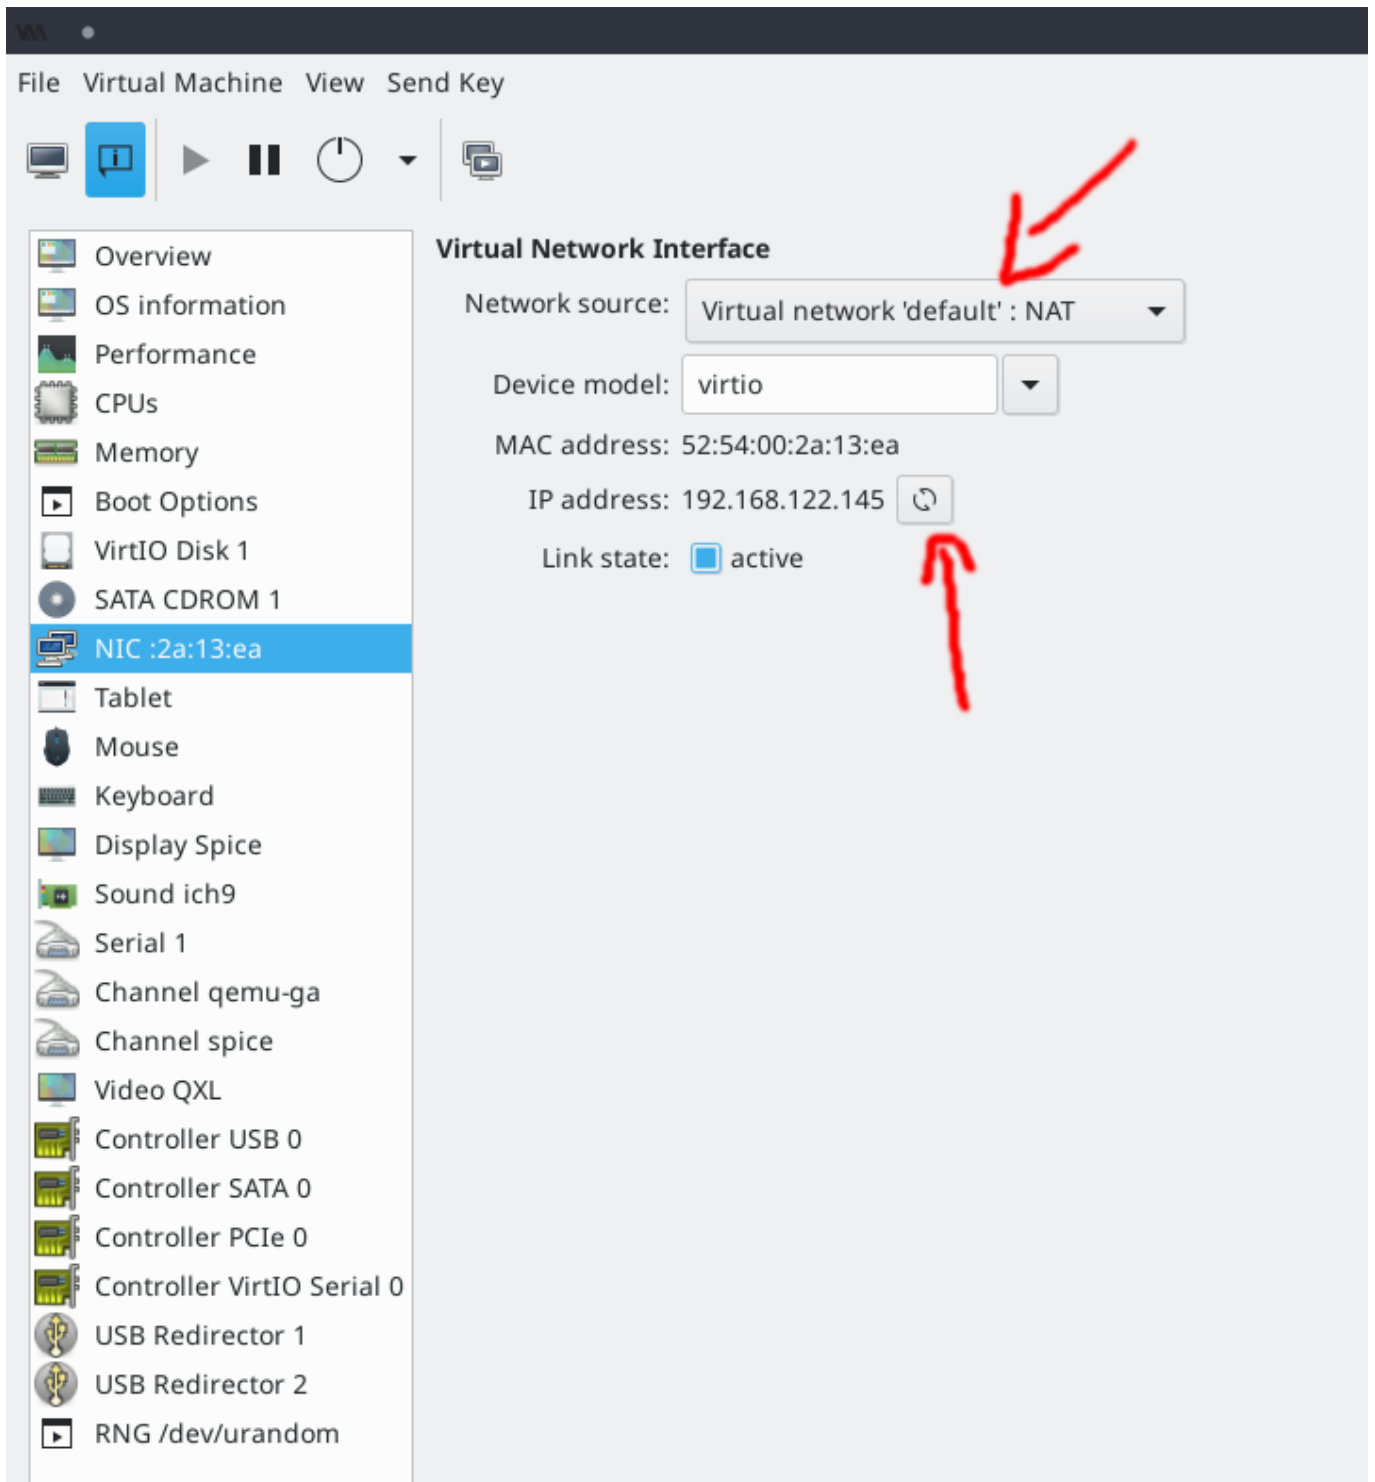 File Virtual Machine View Send Key
Overview
OS information
Performance
CPUs
Memory
Boot Options
VirtIO Disk 1
SATA CDROM 1
NIC :2a:13:ea
Tablet
Mouse
Keyboard
Display Spice
Sound ich9
Serial 1
Channel qemu-ga
Channel spice
Video QXL
Controller USB 0
Controller SATA 0
Controller PCIe 0
Controller VirtIO Serial 0
USB Redirector 1
USB Redirector 2
RNG /dev/urandom
Virtual Network Interface
Network source: Virtual network 'default' : NAT
Device model: virtio
MAC address: 52:54:00:2a:13:ea
IP address: 192.168.122.145
Link state: active